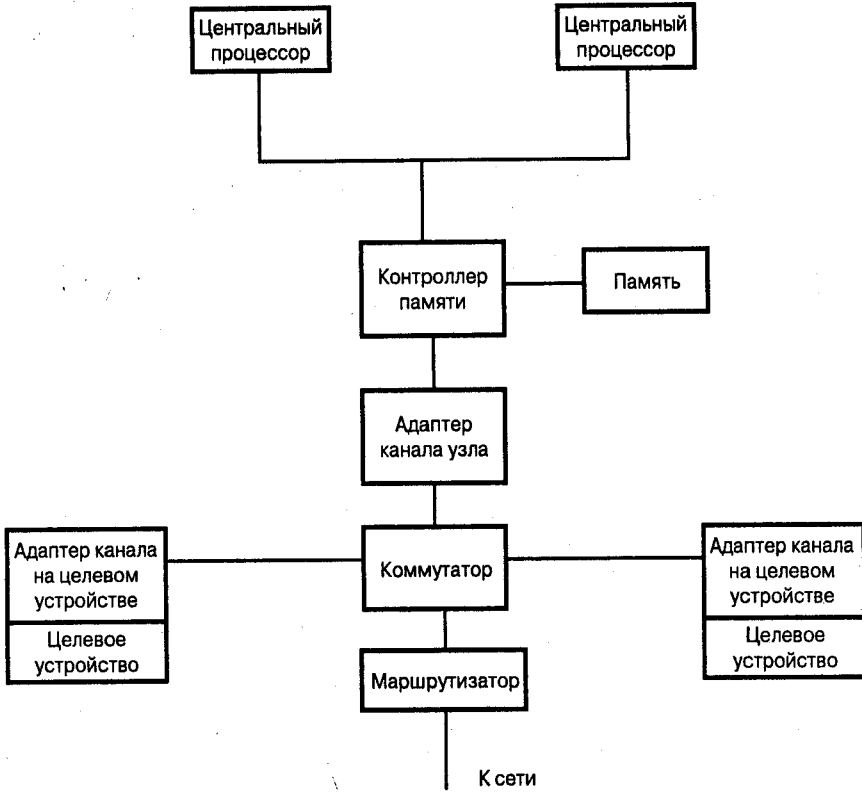 Центральный
процессор
Центральный
процессор
Контроллер
памяти
Память
Адаптер
канала узла
Адаптер канала
на целевом
устройстве
Целевое
устройство
Коммутатор
Адаптер канала
на целевом
устройстве
Целевое
устройство
Маршрутизатор
К сети